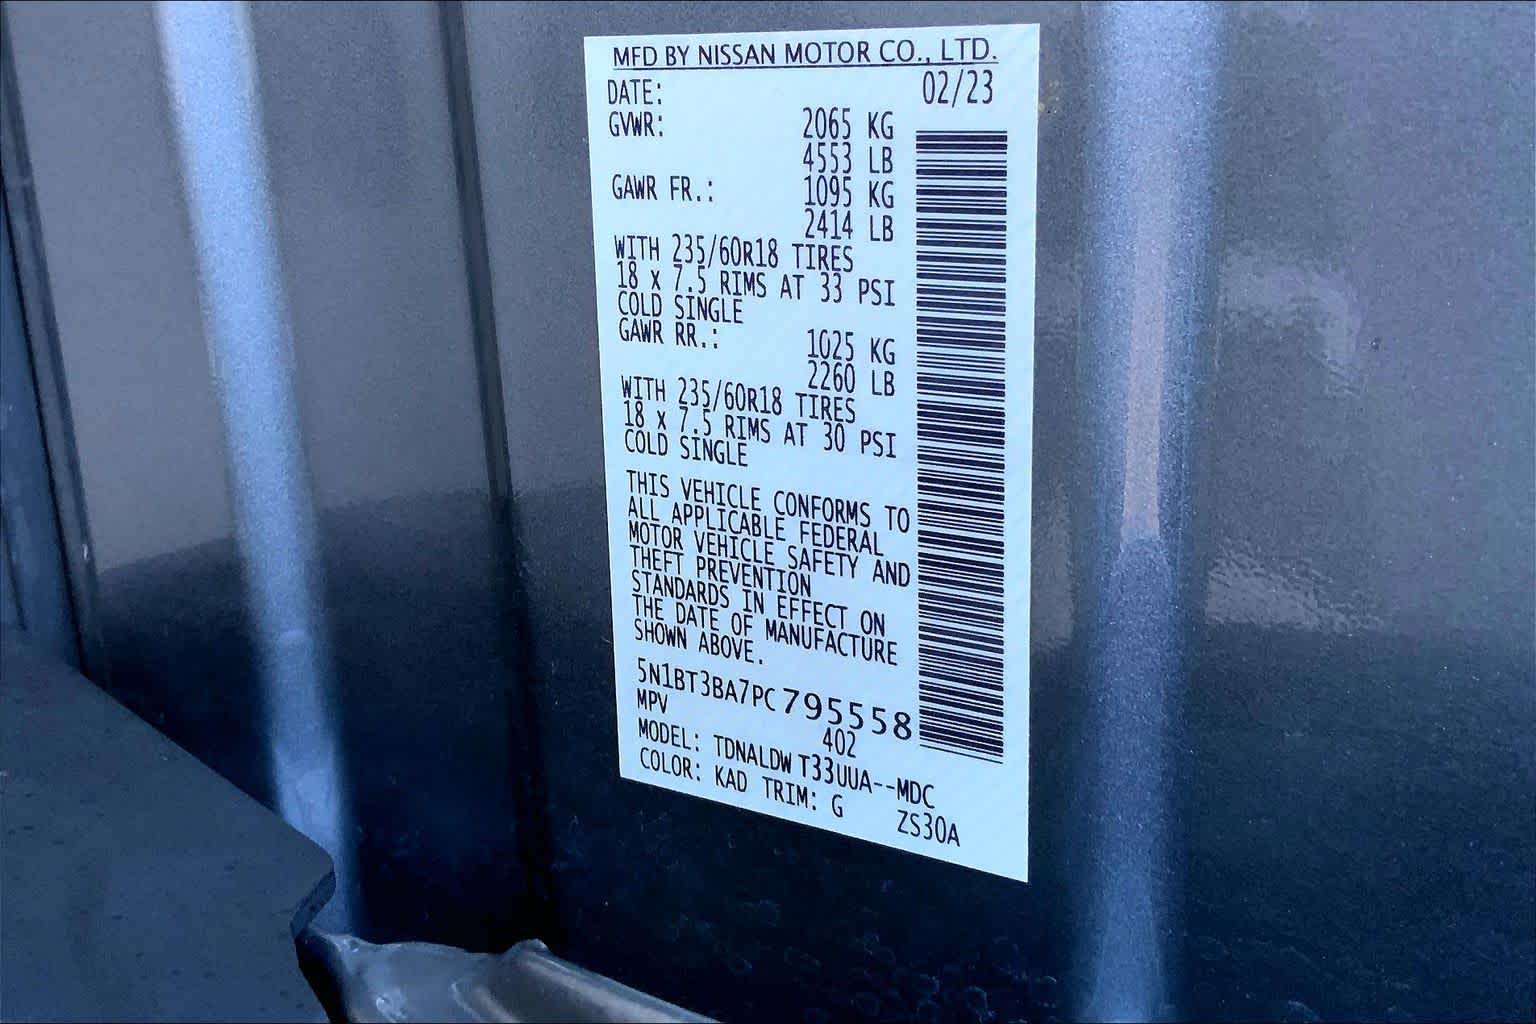 MFD BY NISSAN MOTOR CO., LTD.
DATE: 02/23
GVWR: 2065 KG
4553 LB
GAWR FR.: 1095 KG
2414 LB
WITH 235/60R18 TIRES
18 x 7.5 RIMS AT 33 PSI
COLD SINGLE
GAWR RR.: 1025 KG
2260 LB
WITH 235/60R18 TIRES
18 x 7.5 RIMS AT 30 PSI
COLD SINGLE
THIS VEHICLE CONFORMS TO
ALL APPLICABLE FEDERAL
MOTOR VEHICLE SAFETY AND
THEFT PREVENTION
STANDARDS IN EFFECT ON
THE DATE OF MANUFACTURE
SHOWN ABOVE.
5N1BT3BA7PC795558
MPV 402
MODEL: TDNALDW T33UUA--MDC
COLOR: KAD TRIM: G ZS30A